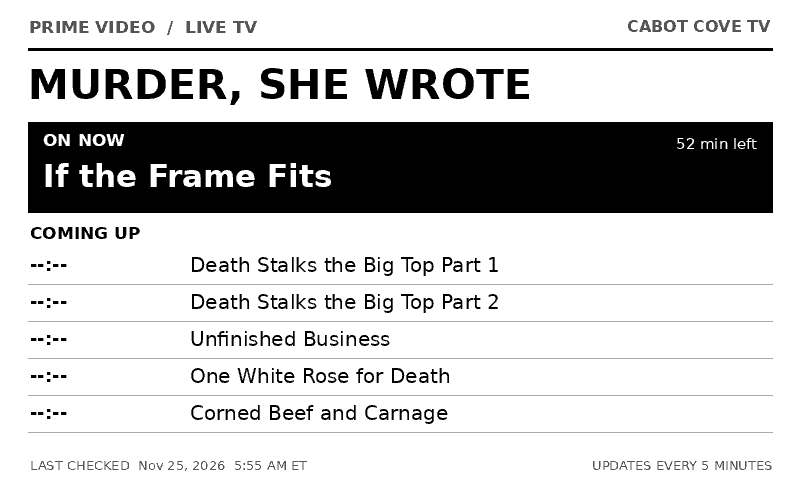 PRIME VIDEO / LIVE TV
CABOT COVE TV
MURDER, SHE WROTE
ON NOW
52 min left
If the Frame Fits
COMING UP
--:-- Death Stalks the Big Top Part 1
--:-- Death Stalks the Big Top Part 2
--:-- Unfinished Business
--:-- One White Rose for Death
--:-- Corned Beef and Carnage
LAST CHECKED Nov 25, 2026 5:55 AM ET
UPDATES EVERY 5 MINUTES